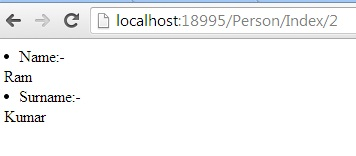 localhost:18995/Person/Index/2
• Name:-
Ram
• Surname:-
Kumar